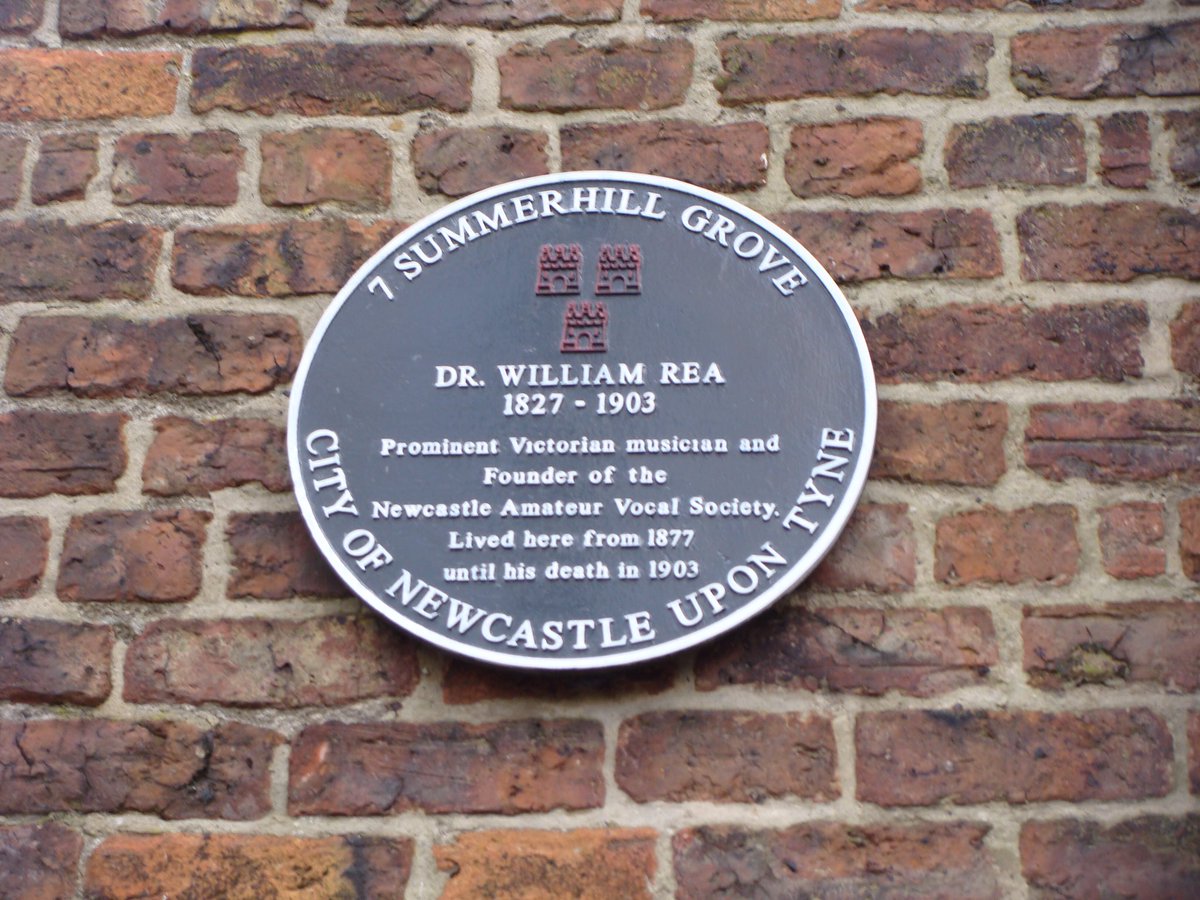 7 SUMMERHILL GROVE
DR. WILLIAM REA
1827 - 1903
Prominent Victorian musician and
Founder of the
Newcastle Amateur Vocal Society.
Lived here from 1877
until his death in 1903
CITY OF NEWCASTLE UPON TYNE